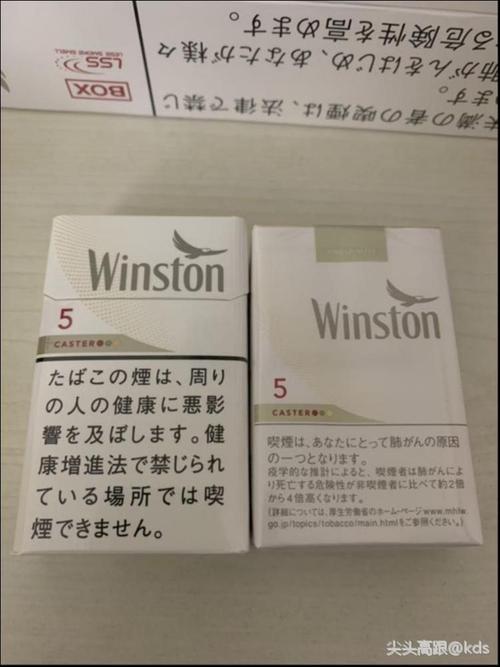 る危険性を高めます。
肺がんをはじめ、あなたが様々
ます。
未満の者の喫煙は、法律で禁じ
LSS
LESS SMOKE SMELL
BOX
Winston
5
CASTER
たばこの煙は、周り
の人の健康に悪影
響を及ぼします。健
康増進法で禁じられ
ている場所では喫
煙できません。
Winston
5
CASTER
喫煙は、あなたにとって肺がんの原因
の一つとなります。
疫学的な推計によると、喫煙者は肺がんによ
り死亡する危険性が非喫煙者に比べて約2倍
から4倍高くなります。
(詳細については、厚生労働省のホーム・ページwww.mhlw.
go.jp/topics/tobacco/main.htmlをご参照ください。)
尖头高跟@kds